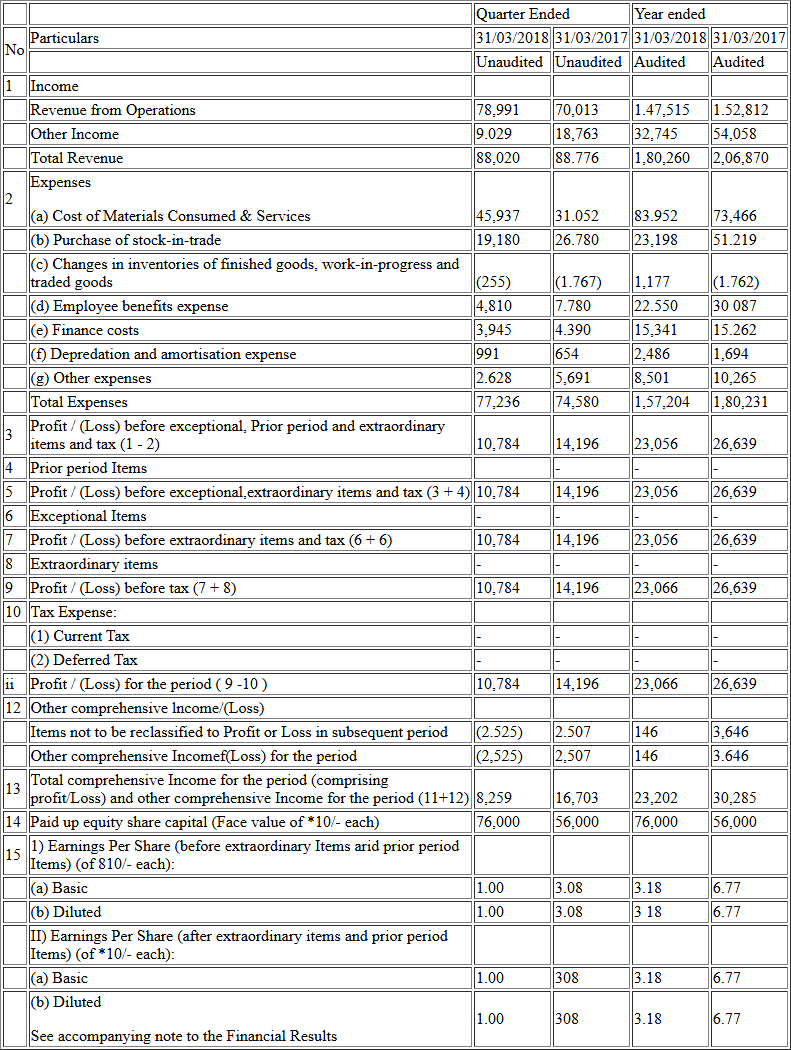 Quarter Ended Year ended
No Particulars 31/03/2018 31/03/2017 31/03/2018 31/03/2017
Unaudited Unaudited Audited Audited
1 Income
Revenue from Operations 78,991 70,013 1.47,515 1.52,812
Other Income 9.029 18,763 32,745 54,058
Total Revenue 88,020 88.776 1,80,260 2,06,870
2 Expenses
(a) Cost of Materials Consumed & Services 45,937 31.052 83.952 73,466
(b) Purchase of stock-in-trade 19,180 26.780 23,198 51.219
(c) Changes in inventories of finished goods, work-in-progress and
traded goods (255) (1.767) 1,177 (1.762)
(d) Employee benefits expense 4,810 7.780 22.550 30 087
(e) Finance costs 3,945 4.390 15,341 15.262
(f) Depredation and amortisation expense 991 654 2,486 1,694
(g) Other expenses 2.628 5,691 8,501 10,265
Total Expenses 77,236 74,580 1,57,204 1,80,231
3 Profit / (Loss) before exceptional, Prior period and extraordinary
items and tax (1 - 2) 10,784 14,196 23,056 26,639
4 Prior period Items - - -
5 Profit / (Loss) before exceptional,extraordinary items and tax (3 + 4) 10,784 14,196 23,056 26,639
6 Exceptional Items - - - -
7 Profit / (Loss) before extraordinary items and tax (6 + 6) 10,784 14,196 23,056 26,639
8 Extraordinary items - - - -
9 Profit / (Loss) before tax (7 + 8) 10,784 14,196 23,066 26,639
10 Tax Expense:
(1) Current Tax - - - -
(2) Deferred Tax - - - -
ii Profit / (Loss) for the period ( 9 -10 ) 10,784 14,196 23,066 26,639
12 Other comprehensive lncome/(Loss)
Items not to be reclassified to Profit or Loss in subsequent period (2.525) 2.507 146 3,646
Other comprehensive Incomef(Loss) for the period (2,525) 2,507 146 3.646
13 Total comprehensive Income for the period (comprising
profit/Loss) and other comprehensive Income for the period (11+12) 8,259 16,703 23,202 30,285
14 Paid up equity share capital (Face value of *10/- each) 76,000 56,000 76,000 56,000
15 1) Earnings Per Share (before extraordinary Items arid prior period
Items) (of 810/- each):
(a) Basic 1.00 3.08 3.18 6.77
(b) Diluted 1.00 3.08 3 18 6.77
II) Earnings Per Share (after extraordinary items and prior period
Items) (of *10/- each):
(a) Basic 1.00 308 3.18 6.77
(b) Diluted 1.00 308 3.18 6.77
See accompanying note to the Financial Results